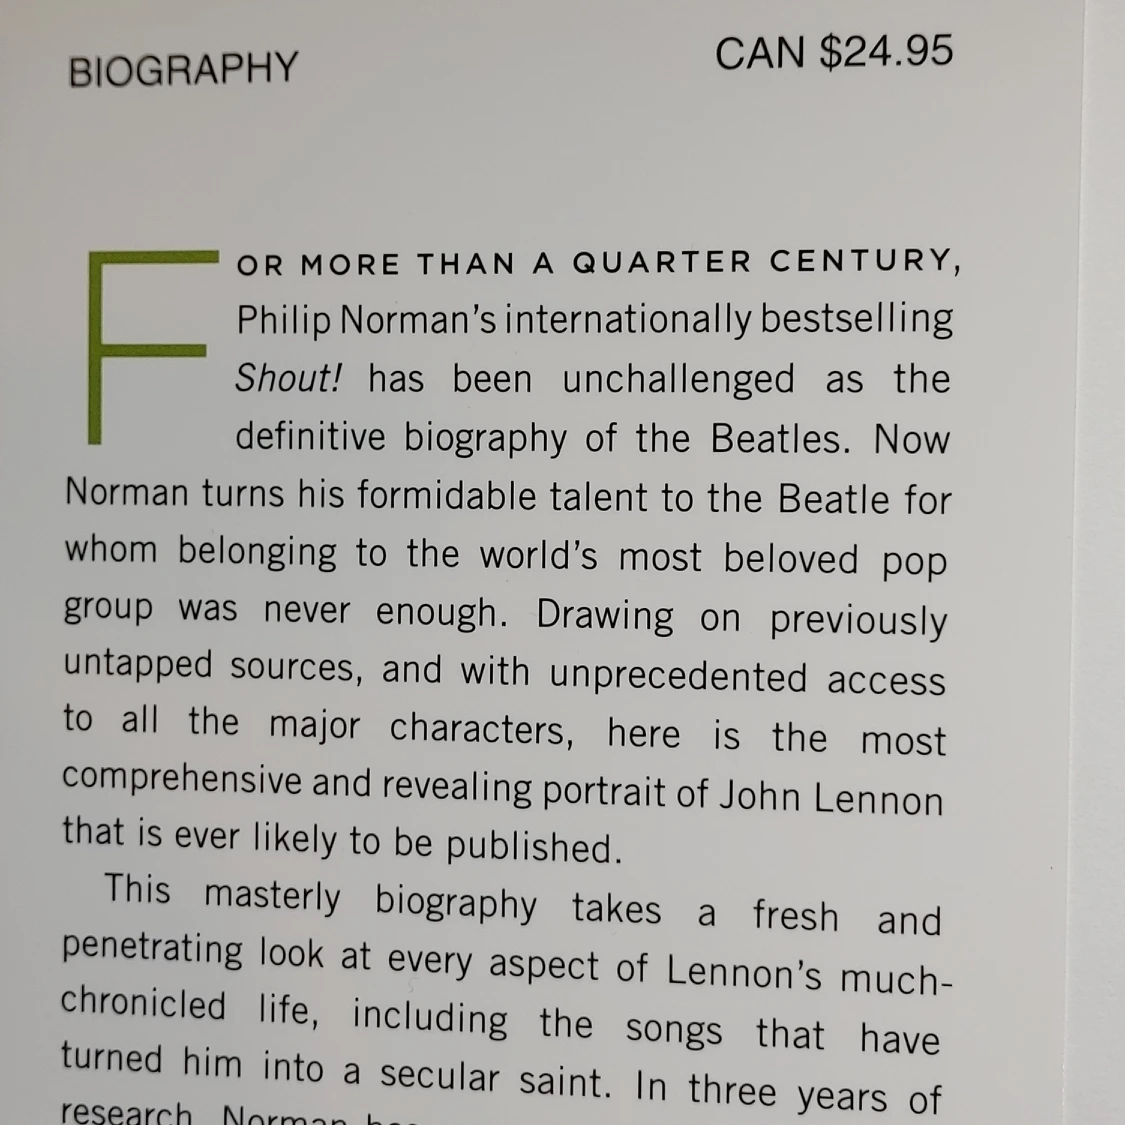 BIOGRAPHY CAN $24.95
FOR MORE THAN A QUARTER CENTURY,
Philip Norman's internationally bestselling
Shout! has been unchallenged as the
definitive biography of the Beatles. Now
Norman turns his formidable talent to the Beatle for
whom belonging to the world's most beloved pop
group was never enough. Drawing on previously
untapped sources, and with unprecedented access
to all the major characters, here is the most
comprehensive and revealing portrait of John Lennon
that is ever likely to be published.
This masterly biography takes a fresh and
penetrating look at every aspect of Lennon's much-
chronicled life, including the songs that have
turned him into a secular saint. In three years of
research, Norman